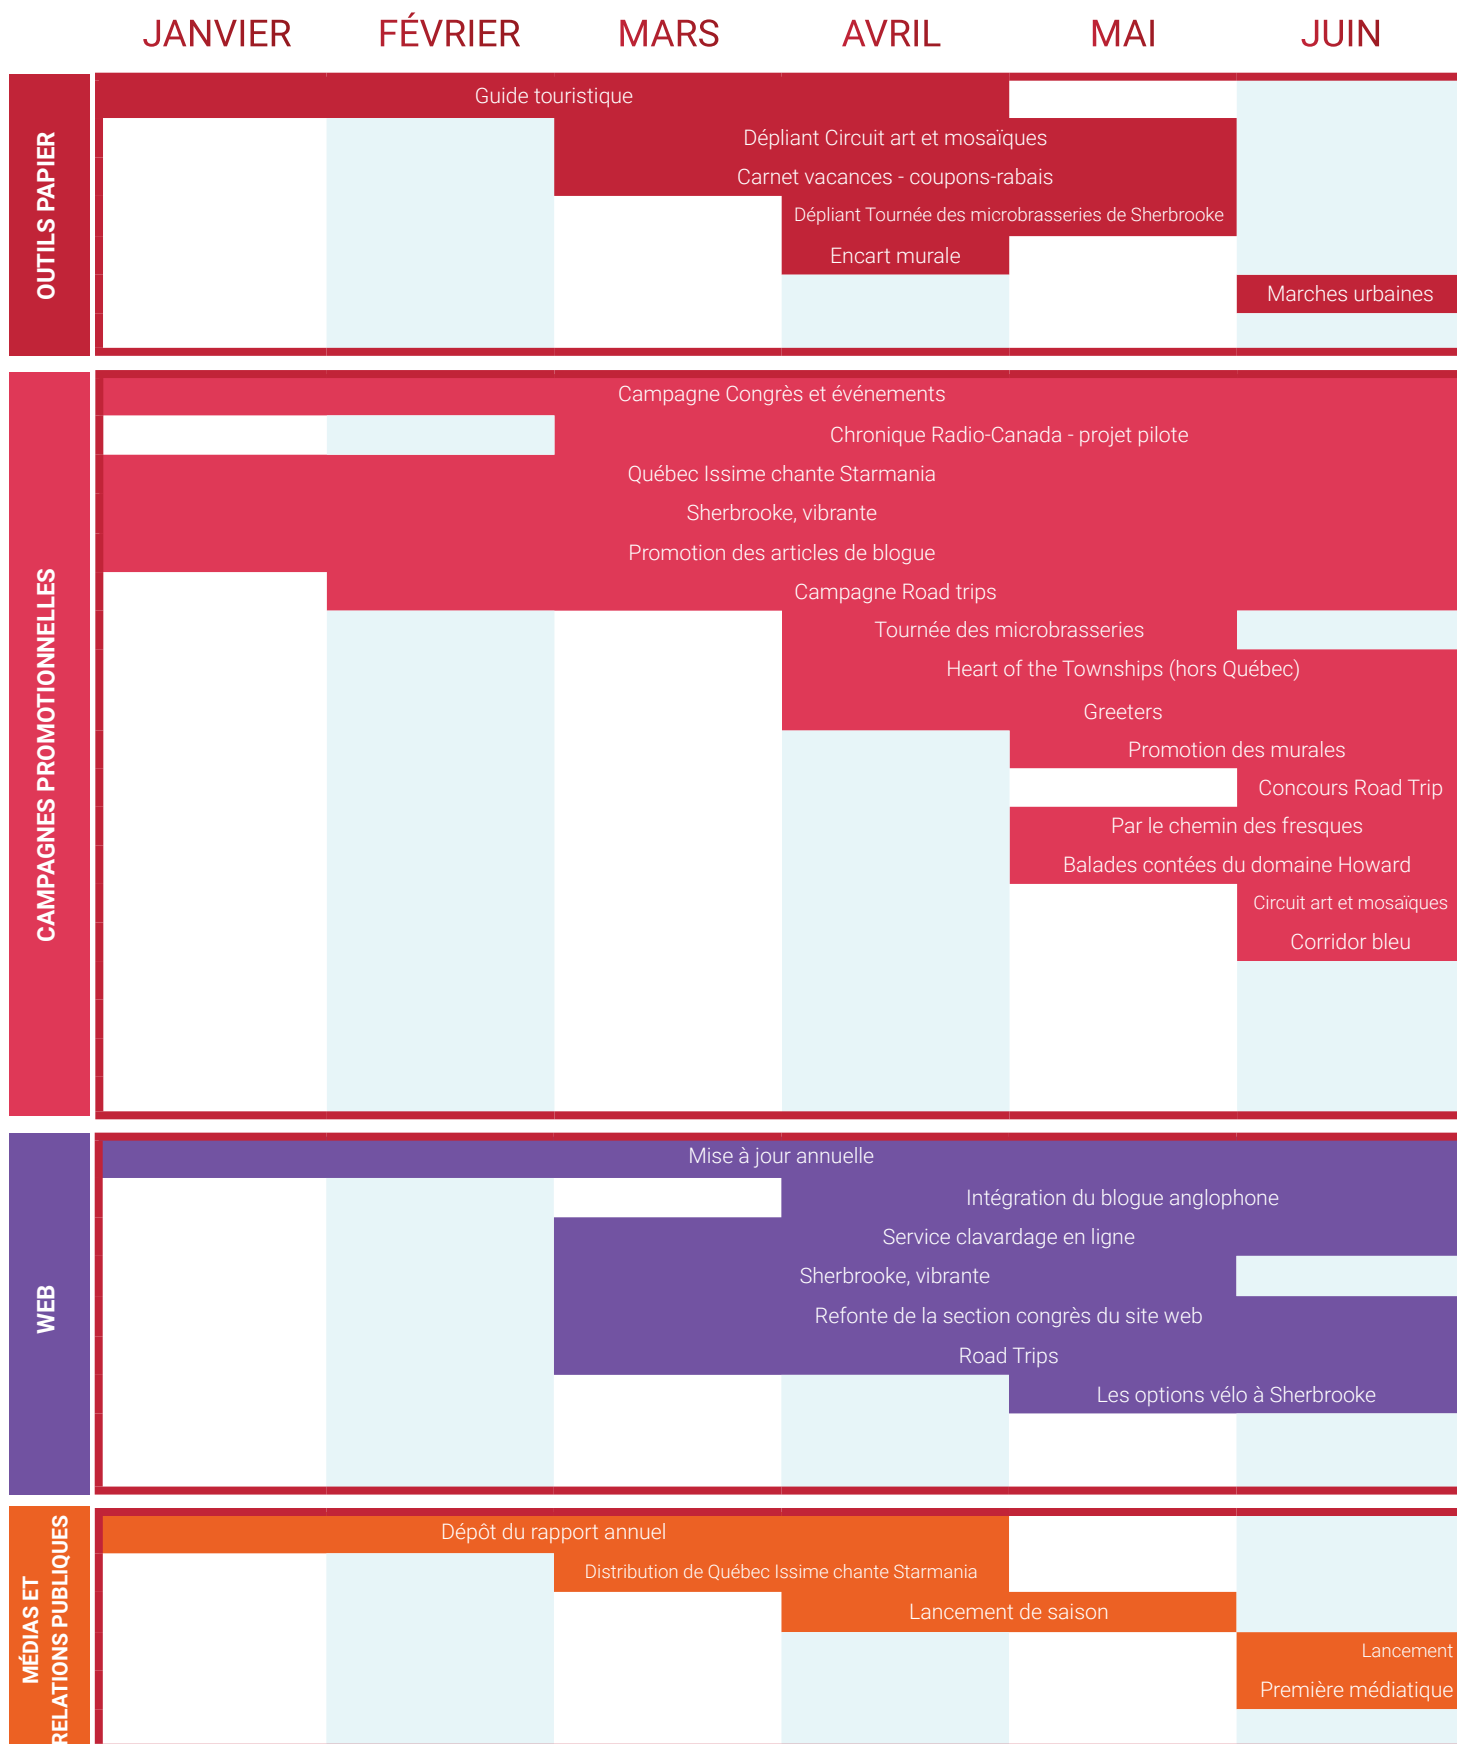 JANVIER FÉVRIER MARS AVRIL MAI JUIN
OUTILS PAPIER
Guide touristique
Dépliant Circuit art et mosaïques
Carnet vacances - coupons-rabais
Dépliant Tournée des microbrasseries de Sherbrooke
Encart murale
Marches urbaines
CAMPAGNES PROMOTIONNELLES
Campagne Congrès et événements
Chronique Radio-Canada - projet pilote
Québec Issime chante Starmania
Sherbrooke, vibrante
Promotion des articles de blogue
Campagne Road trips
Tournée des microbrasseries
Heart of the Townships (hors Québec)
Greeters
Promotion des murales
Concours Road Trip
Par le chemin des fresques
Balades contées du domaine Howard
Circuit art et mosaïques
Corridor bleu
WEB
Mise à jour annuelle
Intégration du blogue anglophone
Service clavardage en ligne
Sherbrooke, vibrante
Refonte de la section congrès du site web
Road Trips
Les options vélo à Sherbrooke
MÉDIAS ET
RELATIONS PUBLIQUES
Dépôt du rapport annuel
Distribution de Québec Issime chante Starmania
Lancement de saison
Lancement
Première médiatique